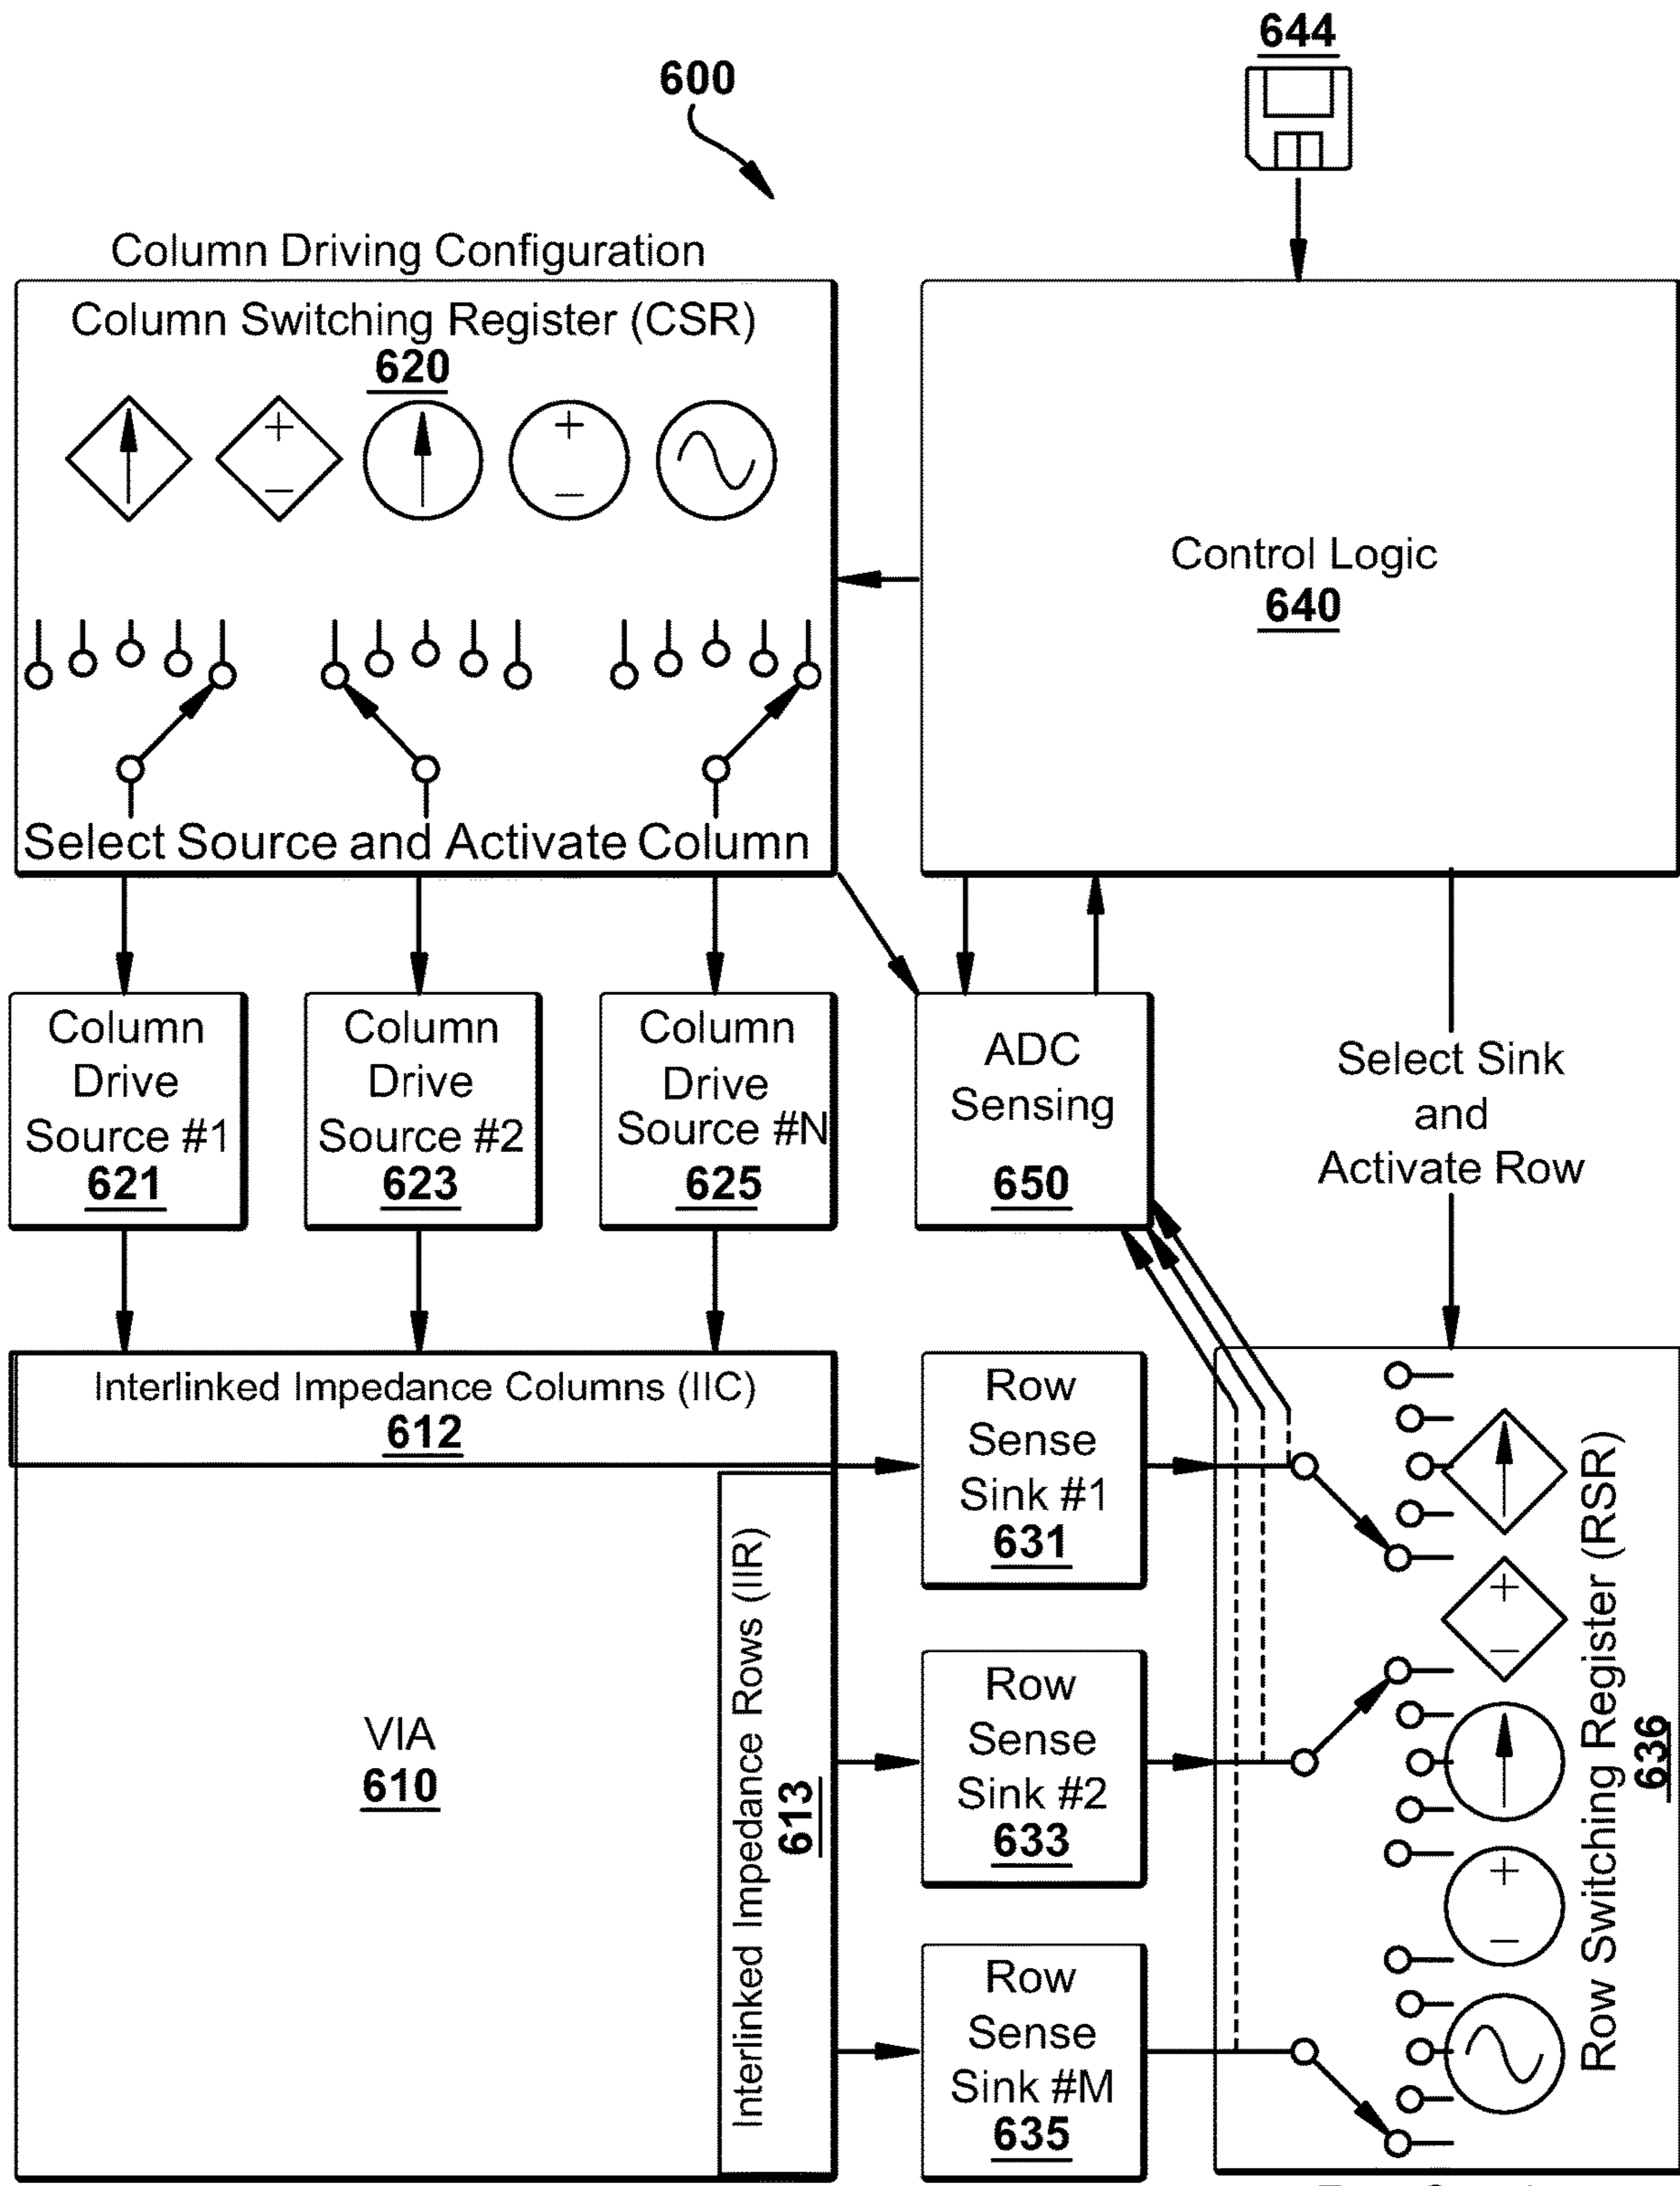 644
600
Column Driving Configuration
Column Switching Register (CSR)
620
+
−
+
−
Select Source and Activate Column
Control Logic
640
Column
Drive
Source #1
621
Column
Drive
Source #2
623
Column
Drive
Source #N
625
ADC
Sensing
650
Select Sink
and
Activate Row
Interlinked Impedance Columns (IIC)
612
VIA
610
Interlinked Impedance Rows (IIR)
613
Row
Sense
Sink #1
631
Row
Sense
Sink #2
633
Row
Sense
Sink #M
635
+
−
+
−
Row Switching Register (RSR)
636